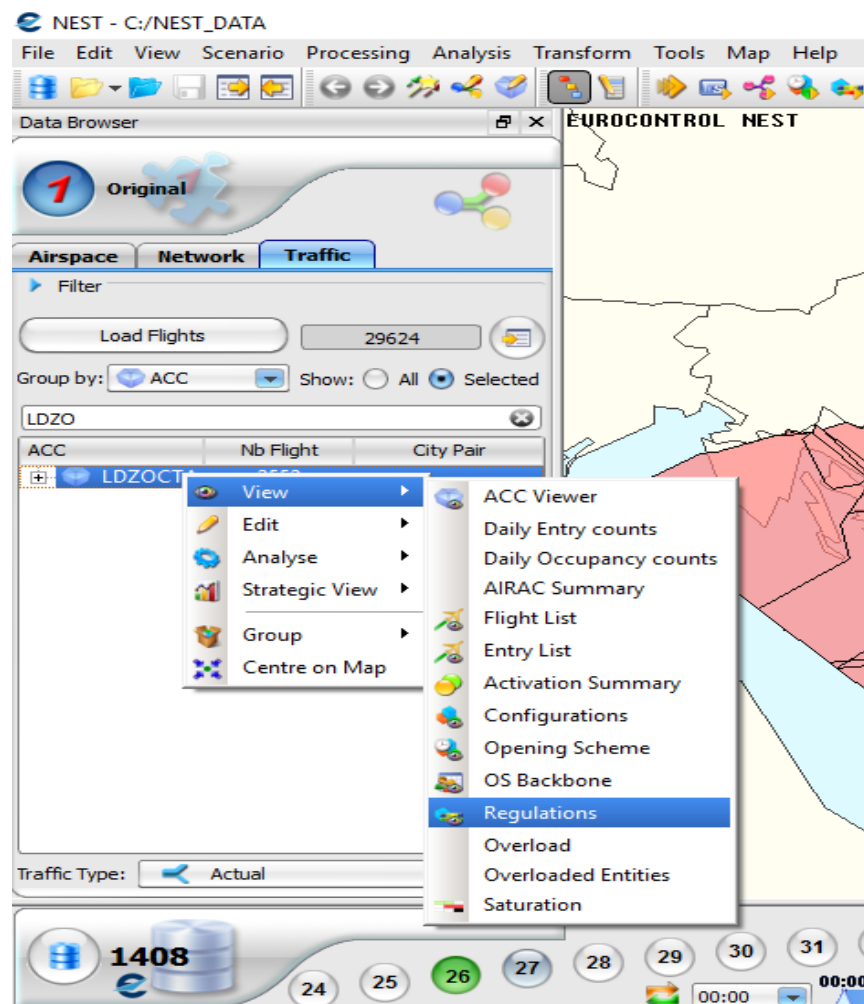 NEST - C:/NEST_DATA
File Edit View Scenario Processing Analysis Transform Tools Map Help
Data Browser
EUROCONTROL NEST
1 Original
Airspace Network Traffic
Filter
Load Flights 29624
Group by: ACC Show: All Selected
LDZO
ACC Nb Flight City Pair
LDZOCTA
View
Edit
Analyse
Strategic View
Group
Centre on Map
ACC Viewer
Daily Entry counts
Daily Occupancy counts
AIRAC Summary
Flight List
Entry List
Activation Summary
Configurations
Opening Scheme
OS Backbone
Regulations
Overload
Overloaded Entities
Saturation
Traffic Type: Actual
1408
24 25 26 27 28 29 30 31
00:00